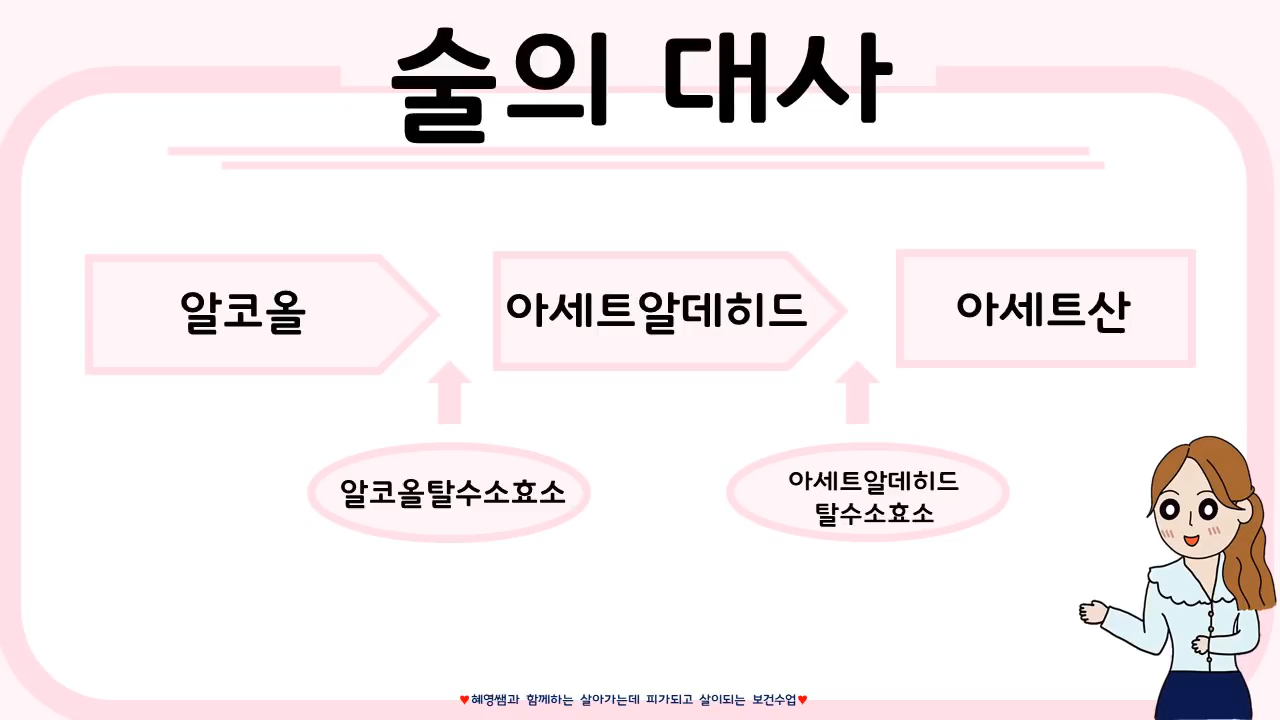 술의 대사
알코올
아세트알데히드
아세트산
알코올탈수소효소
아세트알데히드
탈수소효소
♥혜영쌤과 함께하는 살아가는데 피가되고 살이되는 보건수업♥